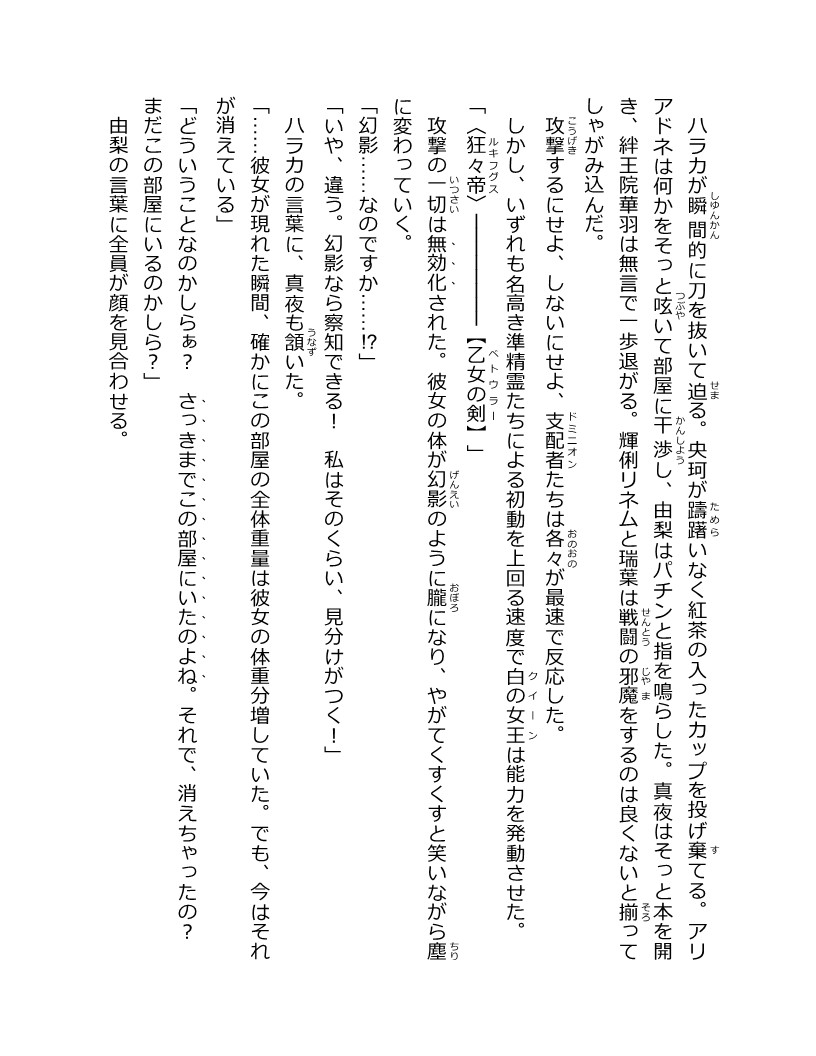 ハラカが瞬間的に刀を抜いて迫る。央珂が躊躇いなく紅茶の入ったカップを投げ棄てる。アリ
アドネは何かをそっと呟いて部屋に干渉し、由梨はパチンと指を鳴らした。真夜はそっと本を開
き、絆王院華羽は無言で一歩退がる。輝俐リネムと瑞葉は戦闘の邪魔をするのは良くないと揃って
しゃがみ込んだ。
攻撃するにせよ、しないにせよ、支配者たちは各々が最速で反応した。
しかし、いずれも名高き準精霊たちによる初動を上回る速度で白の女王は能力を発動させた。
「〈狂々帝〉――――――【乙女の剣】」
攻撃の一切は無効化された。彼女の体が幻影のように朧になり、やがてくすくすと笑いながら塵
に変わっていく。
「幻影……なのですか……!?」
「いや、違う。幻影なら察知できる！　私はそのくらい、見分けがつく！」
ハラカの言葉に、真夜も頷いた。
「……彼女が現れた瞬間、確かにこの部屋の全体重量は彼女の体重分増していた。でも、今はそれ
が消えている」
「どういうことなのかしらぁ？　さっきまでこの部屋にいたのよね。それで、消えちゃったの？
まだこの部屋にいるのかしら？」
由梨の言葉に全員が顔を見合わせる。